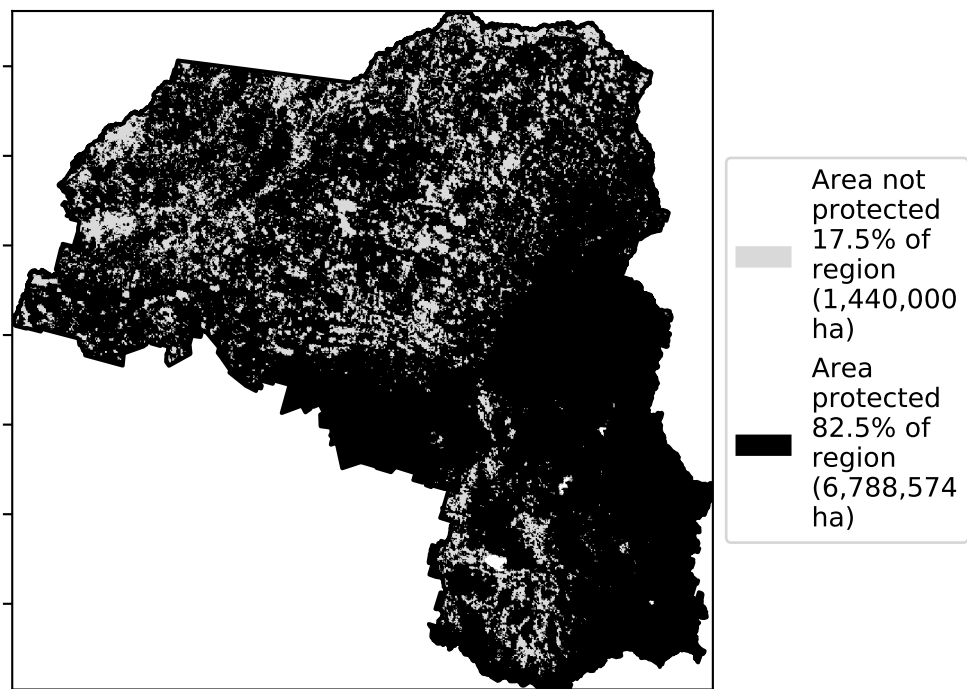 Area not
protected
17.5% of
region
(1,440,000
ha)
Area
protected
82.5% of
region
(6,788,574
ha)